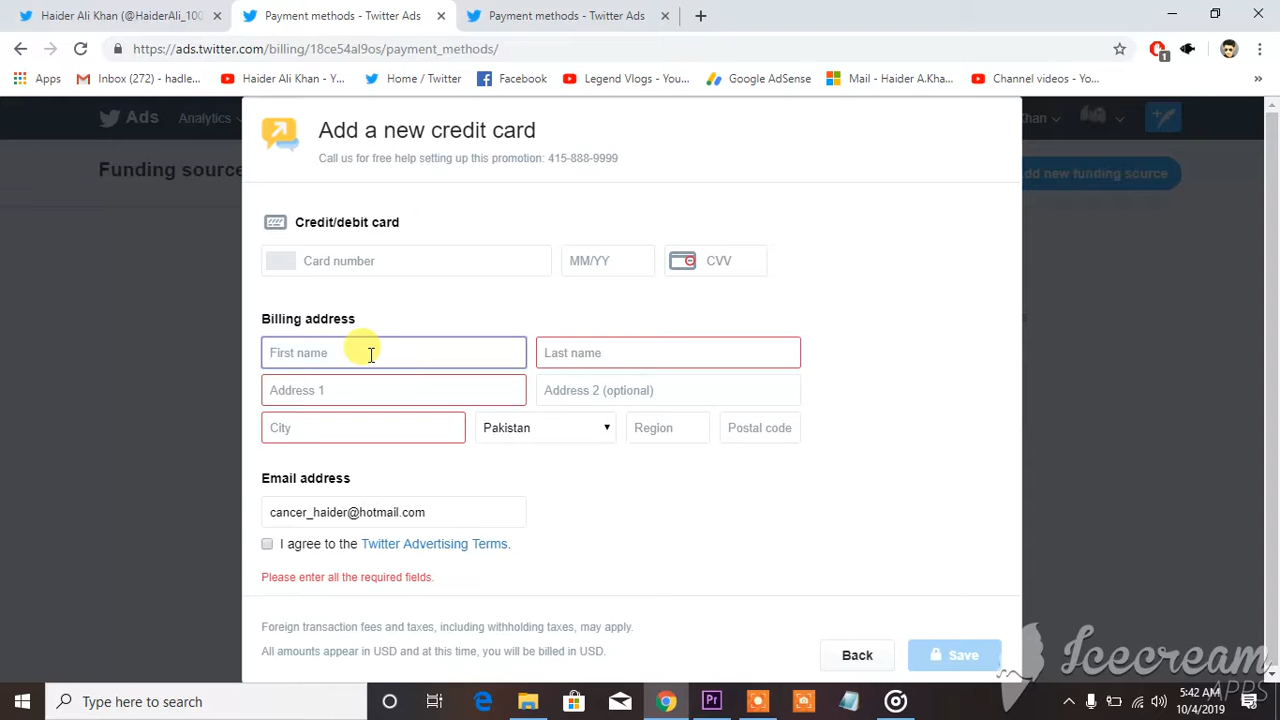 Haider Ali Khan (@HaiderAli_100 Payment methods - Twitter Ads Payment methods - Twitter Ads
https://ads.twitter.com/billing/18ce54al9os/payment_methods/
1
Apps Inbox (272) - hadle... Haider Ali Khan - Y... Home / Twitter Facebook Legend Vlogs - You... Google AdSense Mail - Haider A.Kha... Channel videos - Yo... »
Ads Analytics Khan
Funding source Add new funding source
Add a new credit card
Call us for free help setting up this promotion: 415-888-9999
Credit/debit card
Card number MM/YY CVV
Billing address
First name Last name
Address 1 Address 2 (optional)
City Pakistan Region Postal code
Email address
cancer_haider@hotmail.com
I agree to the Twitter Advertising Terms.
Please enter all the required fields.
Foreign transaction fees and taxes, including withholding taxes, may apply.
All amounts appear in USD and at this time, you will be billed in USD.
Back Save
Icecream
APPS
Type here to search
5:42 AM
10/4/2019